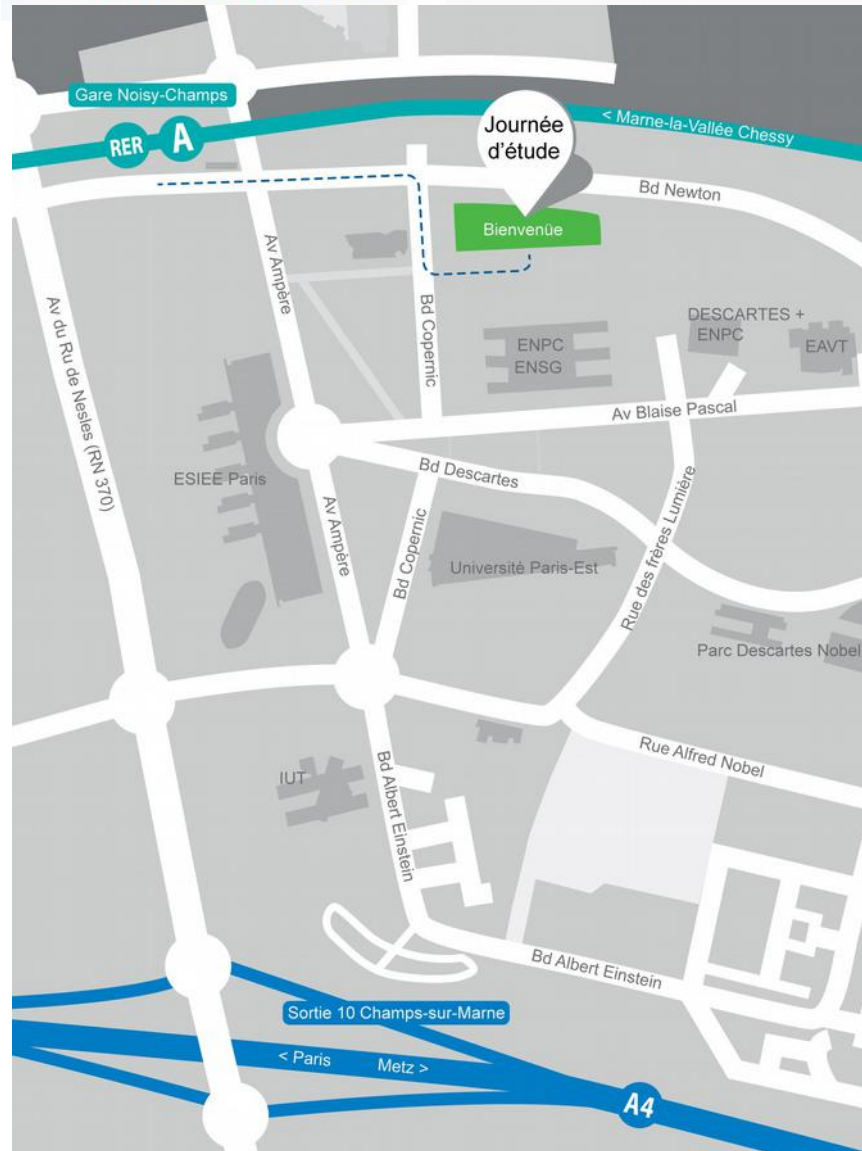 Gare Noisy-Champs
RER A
< Marne-la-Vallée Chessy
Journée
d'étude
Bienvenüe
Bd Newton
Av Ampère
Bd Copernic
Av du Ru de Nesles (RN 370)
DESCARTES +
ENPC
EAVT
ENPC
ENSG
Av Blaise Pascal
ESIEE Paris
Bd Descartes
Av Ampère
Bd Copernic
Université Paris-Est
Rue des frères Lumière
Parc Descartes Nobel
Rue Alfred Nobel
IUT
Bd Albert Einstein
Bd Albert Einstein
Sortie 10 Champs-sur-Marne
< Paris
Metz >
A4